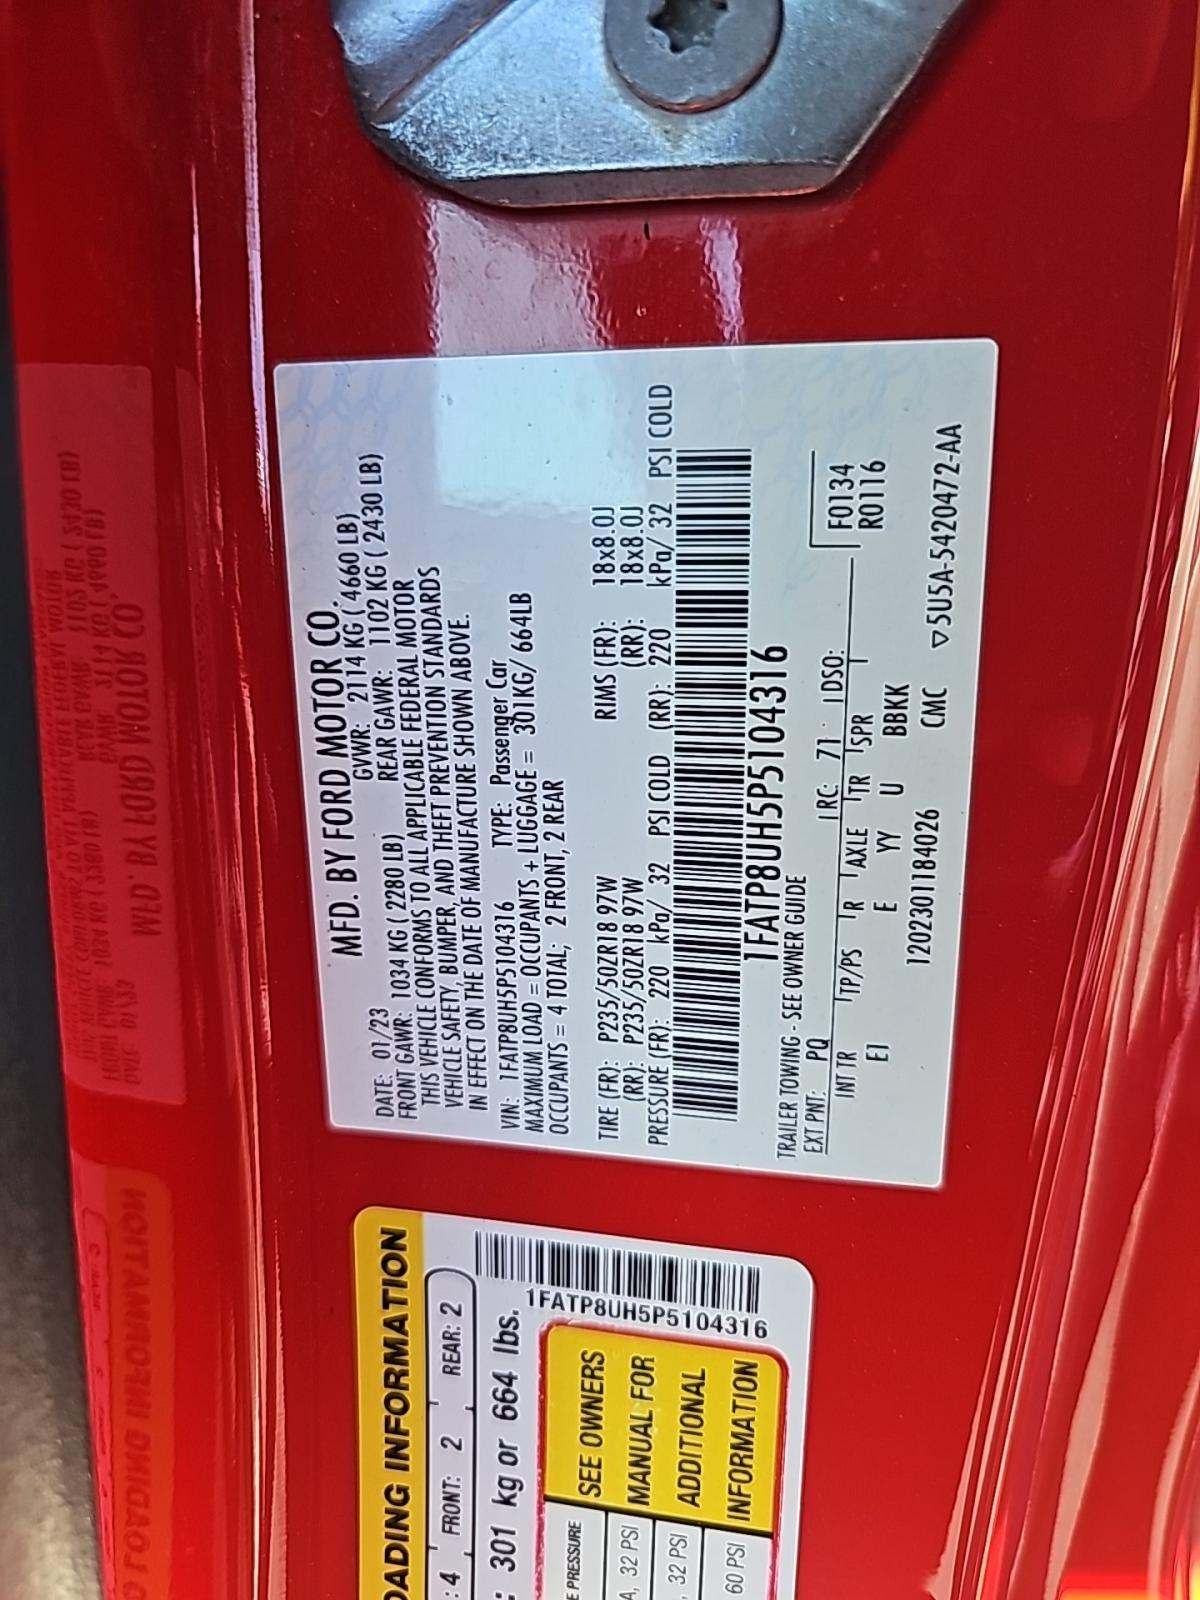 MFD. BY FORD MOTOR CO.
DATE: 01/23 GVWR: 2114 KG ( 4660 LB)
FRONT GAWR: 1034 KG ( 2280 LB) REAR GAWR: 1102 KG ( 2430 LB)
THIS VEHICLE CONFORMS TO ALL APPLICABLE FEDERAL MOTOR
VEHICLE SAFETY, BUMPER, AND THEFT PREVENTION STANDARDS
IN EFFECT ON THE DATE OF MANUFACTURE SHOWN ABOVE.
VIN: 1FATP8UH5P5104316 TYPE: Passenger Car
MAXIMUM LOAD = OCCUPANTS + LUGGAGE = 301KG/ 664LB
OCCUPANTS = 4 TOTAL; 2 FRONT, 2 REAR
TIRE (FR): P235/50ZR18 97W RIMS (FR): 18x8.0J
(RR): P235/50ZR18 97W (RR): 18x8.0J
PRESSURE (FR): 220 kPa/ 32 PSI COLD (RR): 220 kPa/ 32 PSI COLD
1FATP8UH5P5104316
TRAILER TOWING - SEE OWNER GUIDE
EXT PNT: PQ RC: 71 DSO: F0134
R0116
INT TR TP/PS R AXLE TR SPR
E1 E YY U BBKK
1202301184026 CMC ▽5U5A-5420472-AA
OADING INFORMATION
: 4 FRONT: 2 REAR: 2
: 301 kg or 664 lbs.
1FATP8UH5P5104316
E PRESSURE
A, 32 PSI
, 32 PSI
60 PSI
SEE OWNERS
MANUAL FOR
ADDITIONAL
INFORMATION